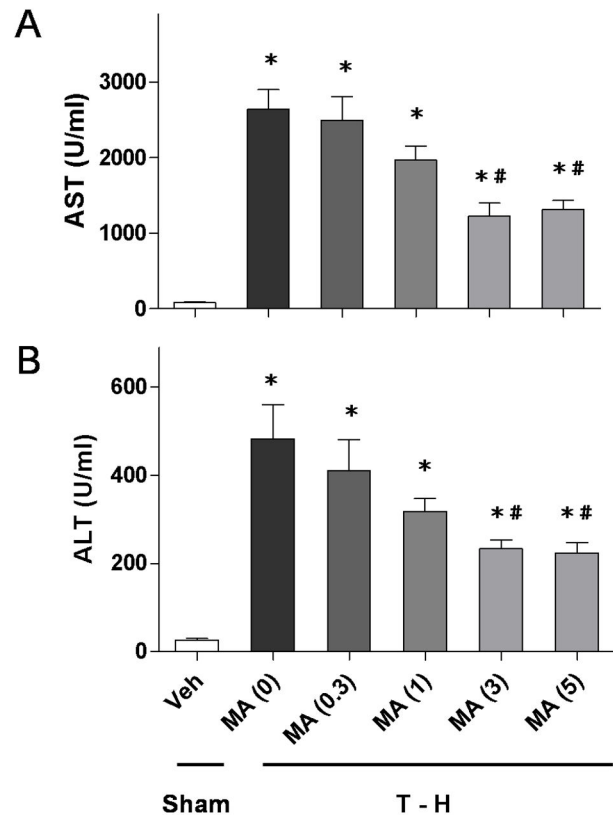 A
AST (U/ml)
3000
2000
1000
0
*
*
*
* #
* #
B
ALT (U/ml)
600
400
200
0
*
*
*
* #
* #
Veh
MA (0)
MA (0.3)
MA (1)
MA (3)
MA (5)
Sham
T - H